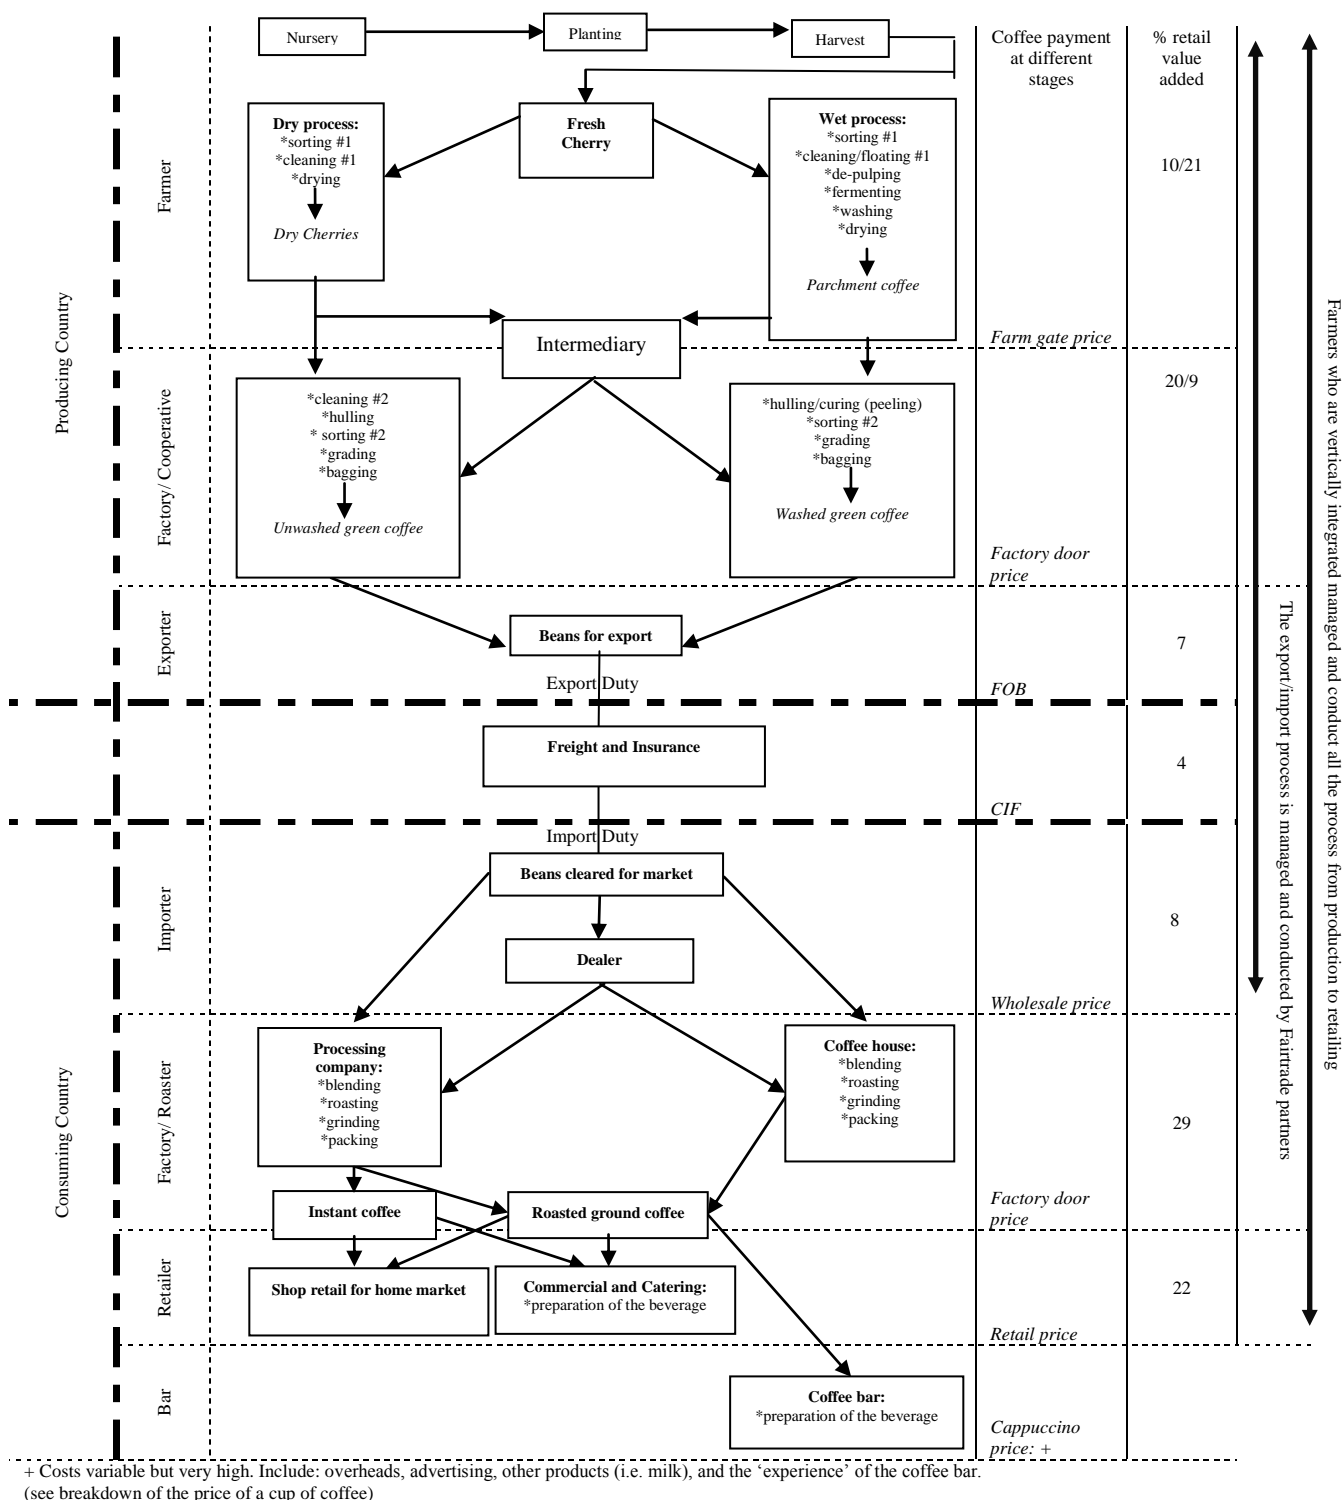 Nursery
Planting
Harvest
Coffee payment
at different
stages
% retail
value
added
Dry process:
*sorting #1
*cleaning #1
*drying
Dry Cherries
Fresh
Cherry
Wet process:
*sorting #1
*cleaning/floating #1
*de-pulping
*fermenting
*washing
*drying
Parchment coffee
10/21
Farmer
Producing Country
Intermediary
Farm gate price
Factory/ Cooperative
*cleaning #2
*hulling
* sorting #2
*grading
*bagging
Unwashed green coffee
*hulling/curing (peeling)
*sorting #2
*grading
*bagging
Washed green coffee
20/9
Factory door
price
Exporter
Beans for export
Export Duty
7
FOB
Freight and Insurance
4
CIF
Import Duty
Importer
Beans cleared for market
Dealer
8
Wholesale price
Consuming Country
Factory/ Roaster
Processing
company:
*blending
*roasting
*grinding
*packing
Coffee house:
*blending
*roasting
*grinding
*packing
29
Instant coffee
Roasted ground coffee
Factory door
price
Retailer
Shop retail for home market
Commercial and Catering:
*preparation of the beverage
22
Retail price
Bar
Coffee bar:
*preparation of the beverage
Cappuccino
price: +
The export/import process is managed and conducted by Fairtrade partners
Farmers who are vertically integrated managed and conduct all the process from production to retailing
+ Costs variable but very high. Include: overheads, advertising, other products (i.e. milk), and the ‘experience’ of the coffee bar.
(see breakdown of the price of a cup of coffee)